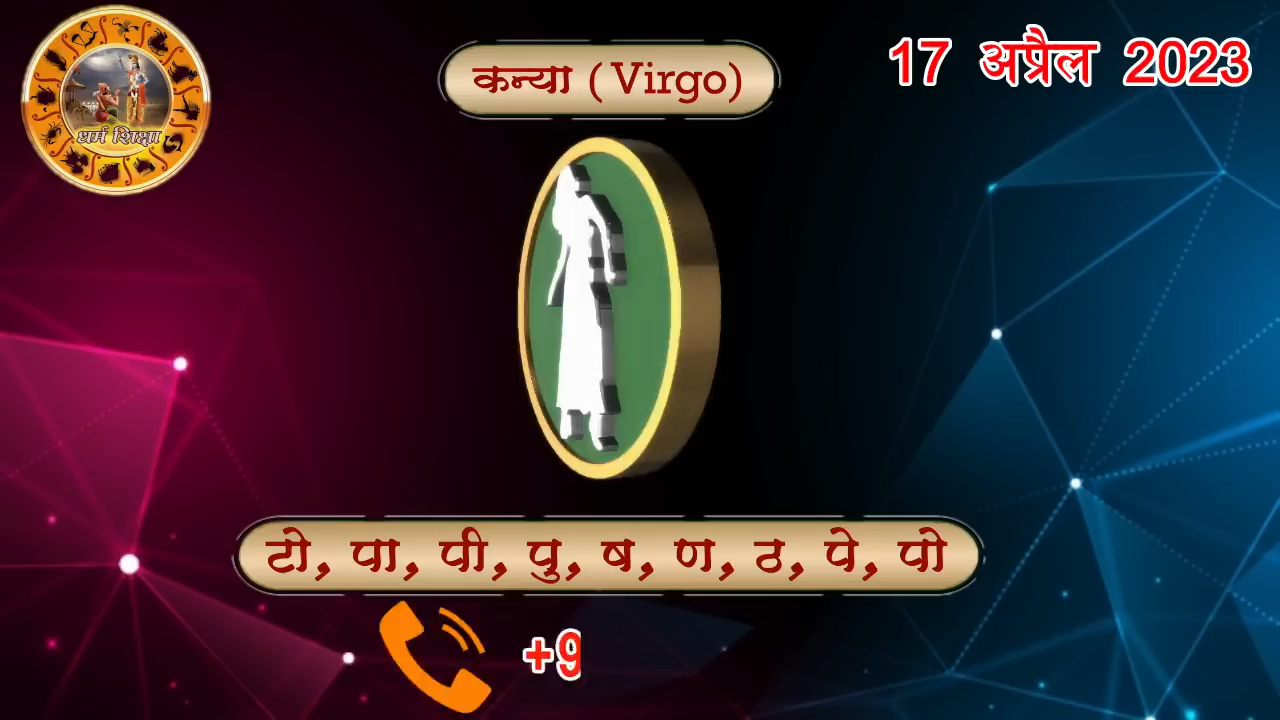 धर्म शिक्षा
कन्या (Virgo)
17 अप्रैल 2023
टो, पा, पी, पु, ष, ण, ठ, पे, पो
+9